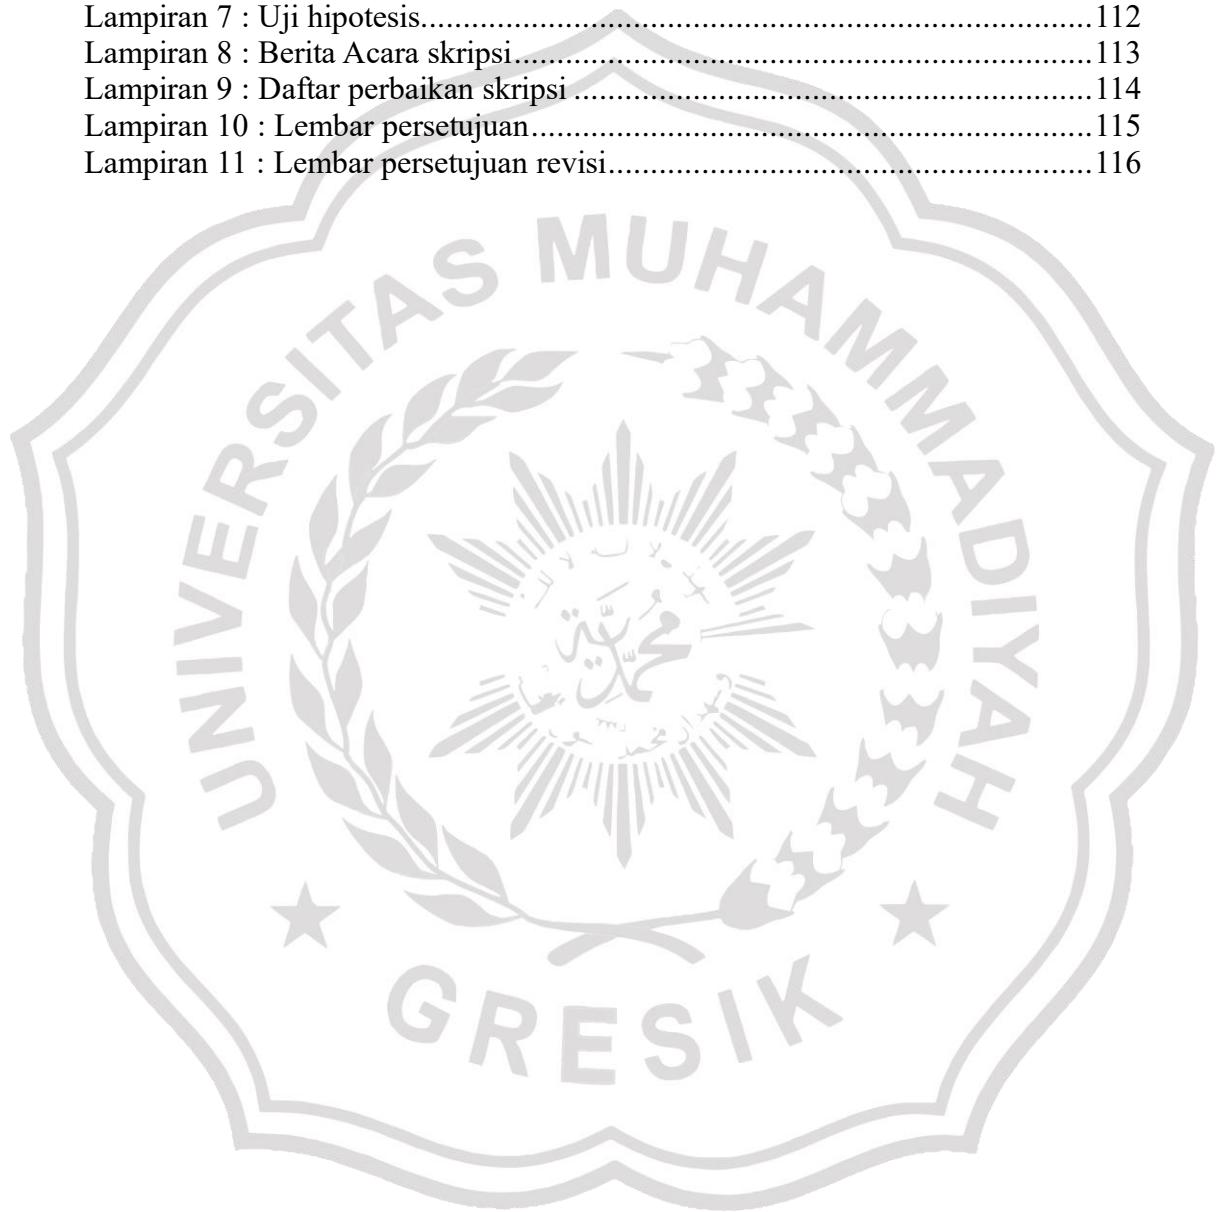 Lampiran 7 : Uji hipotesis................................................................................112
Lampiran 8 : Berita Acara skripsi.....................................................................113
Lampiran 9 : Daftar perbaikan skripsi..............................................................114
Lampiran 10 : Lembar persetujuan...................................................................115
Lampiran 11 : Lembar persetujuan revisi..........................................................116
UNIVERSITAS MUHAMMADIYAH
محمد
GRESIK